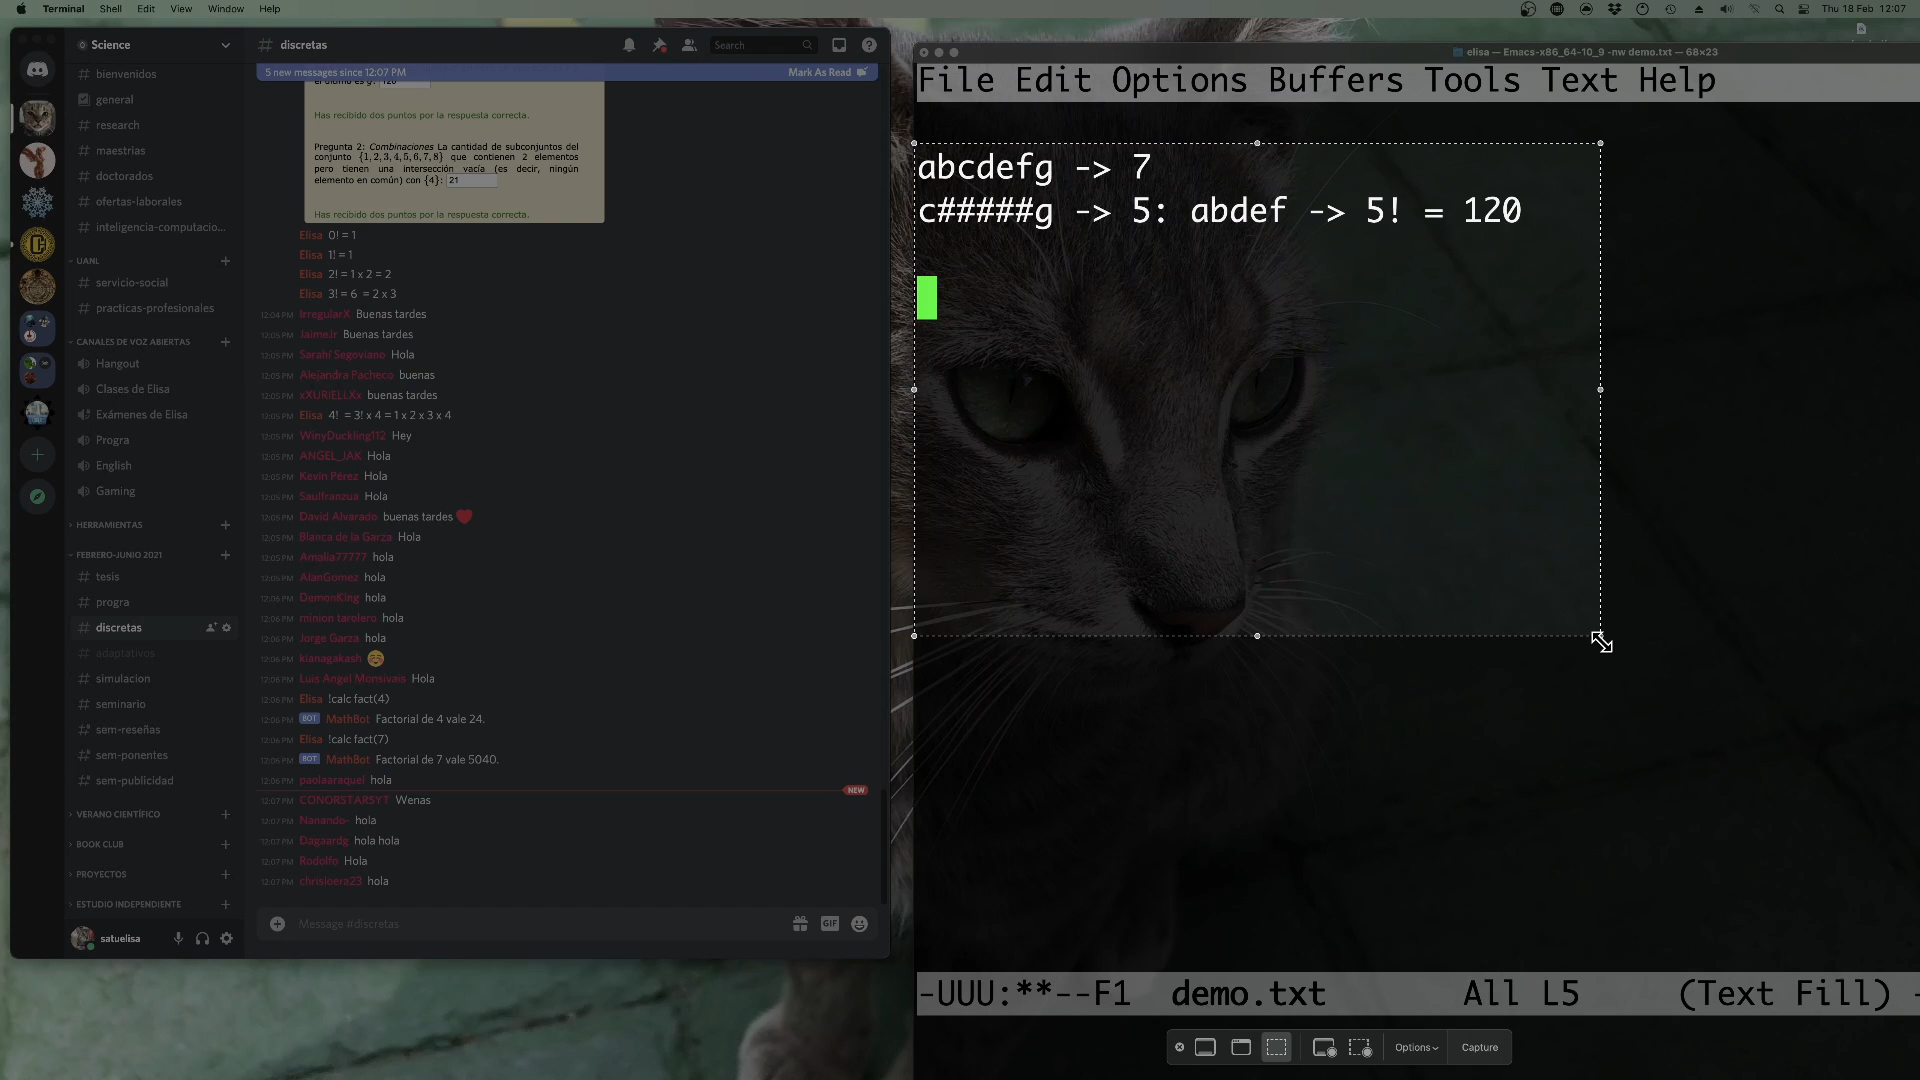 Terminal Shell Edit View Window Help Thu 18 Feb 12:07
Science
bienvenidos
general
research
maestrias
doctorados
ofertas-laborales
inteligencia-computacio...
UANL
servicio-social
practicas-profesionales
CANALES DE VOZ ABIERTAS
Hangout
Clases de Elisa
Exámenes de Elisa
Progra
English
Gaming
HERRAMIENTAS
FEBRERO-JUNIO 2021
tesis
progra
discretas
adaptativos
simulacion
seminario
sem-reseñas
sem-ponentes
sem-publicidad
VERANO CIENTÍFICO
BOOK CLUB
PROYECTOS
ESTUDIO INDEPENDIENTE
satuelisa
# discretas Search
5 new messages since 12:07 PM Mark As Read
Has recibido dos puntos por la respuesta correcta.
Pregunta 2: Combinaciones La cantidad de subconjuntos del
conjunto {1, 2, 3, 4, 5, 6, 7, 8} que contienen 2 elementos
pero tienen una intersección vacía (es decir, ningún
elemento en común) con {4}: 21
Has recibido dos puntos por la respuesta correcta.
Elisa 0! = 1
Elisa 1! = 1
Elisa 2! = 1 x 2 = 2
Elisa 3! = 6 = 2 x 3
12:04 PM IrregularX Buenas tardes
12:05 PM JaimeJr Buenas tardes
12:05 PM Sarahí Segoviano Hola
12:05 PM Alejandra Pacheco buenas
12:05 PM xXURIELLXx buenas tardes
12:05 PM Elisa 4! = 3! x 4 = 1 x 2 x 3 x 4
12:05 PM WinyDuckling112 Hey
12:05 PM ANGEL_JAK Hola
12:05 PM Kevin Pérez Hola
12:05 PM Saulfranzua Hola
12:05 PM David Alvarado buenas tardes
12:05 PM Blanca de la Garza Hola
12:05 PM Amalia77777 hola
12:05 PM AlanGomez hola
12:06 PM DemonKIng hola
12:06 PM minion tarolero hola
12:06 PM Jorge Garza hola
12:06 PM kianagakash
12:06 PM Luis Angel Monsivais Hola
12:06 PM Elisa !calc fact(4)
12:06 PM BOT MathBot Factorial de 4 vale 24.
12:06 PM Elisa !calc fact(7)
12:06 PM BOT MathBot Factorial de 7 vale 5040.
12:06 PM paolaaraquel hola
NEW
12:07 PM CONORSTARSYT Wenas
12:07 PM Nanando- hola
12:07 PM Dagaardg hola hola
12:07 PM Rodolfo Hola
12:07 PM chrisloera23 hola
Message #discretas GIF
elisa — Emacs-x86_64-10_9 -nw demo.txt — 68×23
File Edit Options Buffers Tools Text Help
abcdefg -> 7
c#####g -> 5: abdef -> 5! = 120
-UUU:**--F1 demo.txt All L5 (Text Fill) -
Options Capture